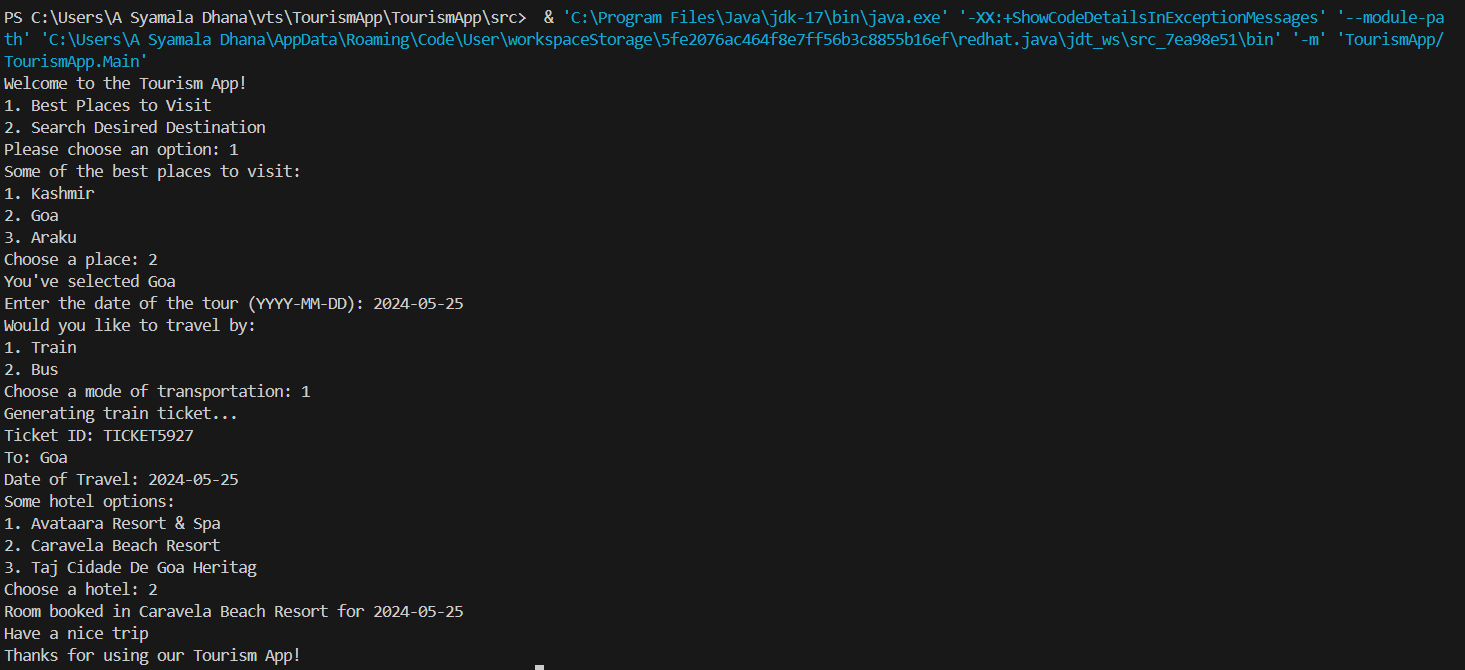 PS C:\Users\A Syamala Dhana\vts\TourismApp\TourismApp\src>  & 'C:\Program Files\Java\jdk-17\bin\java.exe' '-XX:+ShowCodeDetailsInExceptionMessages' '--module-pa
th' 'C:\Users\A Syamala Dhana\AppData\Roaming\Code\User\workspaceStorage\5fe2076ac464f8e7ff56b3c8855b16ef\redhat.java\jdt_ws\src_7ea98e51\bin' '-m' 'TourismApp/
TourismApp.Main'
Welcome to the Tourism App!
1. Best Places to Visit
2. Search Desired Destination
Please choose an option: 1
Some of the best places to visit:
1. Kashmir
2. Goa
3. Araku
Choose a place: 2
You've selected Goa
Enter the date of the tour (YYYY-MM-DD): 2024-05-25
Would you like to travel by:
1. Train
2. Bus
Choose a mode of transportation: 1
Generating train ticket...
Ticket ID: TICKET5927
To: Goa
Date of Travel: 2024-05-25
Some hotel options:
1. Avataara Resort & Spa
2. Caravela Beach Resort
3. Taj Cidade De Goa Heritag
Choose a hotel: 2
Room booked in Caravela Beach Resort for 2024-05-25
Have a nice trip
Thanks for using our Tourism App!